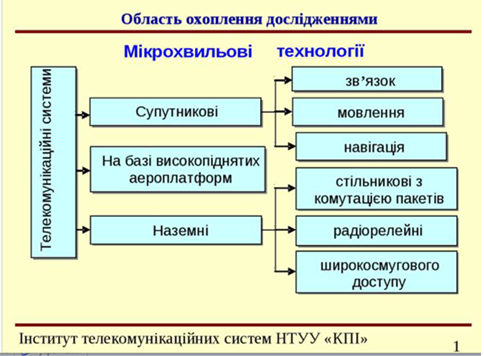 Область охоплення дослідженнями
Мікрохвильові технології
Телекомунікаційні системи
Супутникові
зв’язок
мовлення
навігація
На базі високопіднятих
аероплатформ
Наземні
стільникові з
комутацією пакетів
радіорелейні
широкосмугового
доступу
Інститут телекомунікаційних систем НТУУ «КПІ»
1